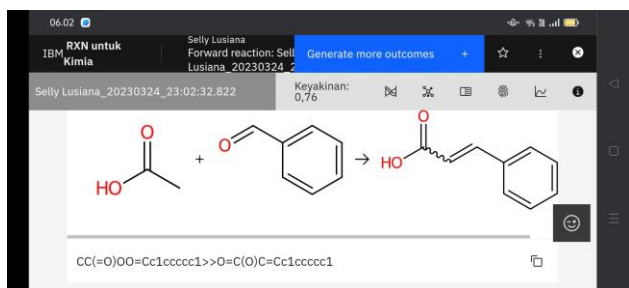 06.02
IBM RXN untuk Kimia
Selly Lusiana
Forward reaction: Sell
Lusiana_20230324_2
Generate more outcomes +
Selly Lusiana_20230324_23:02:32.822
Keyakinan:
0,76
O
HO
+
O
→
O
HO
CC(=O)OO=Cc1ccccc1>>O=C(O)C=Cc1ccccc1